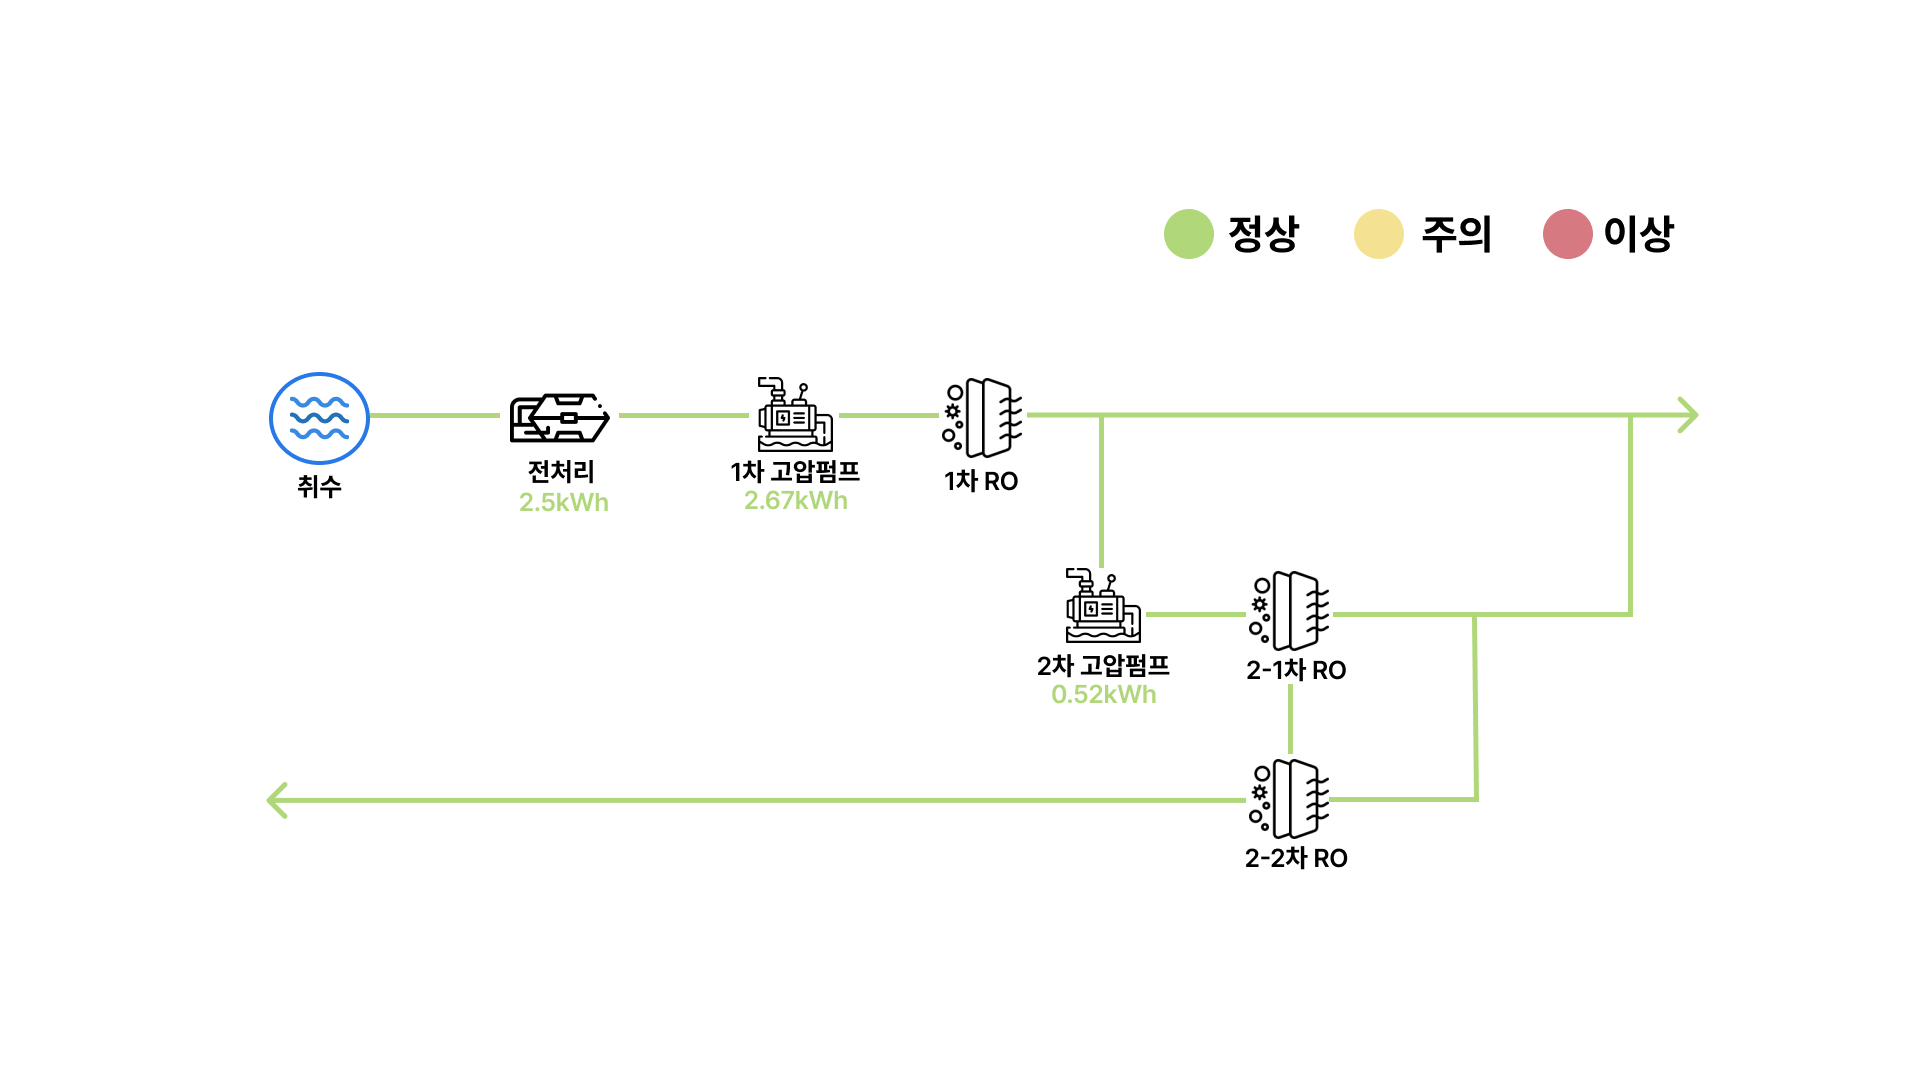 정상
주의
이상
취수
전처리
2.5kWh
1차 고압펌프
2.67kWh
1차 RO
2차 고압펌프
0.52kWh
2-1차 RO
2-2차 RO